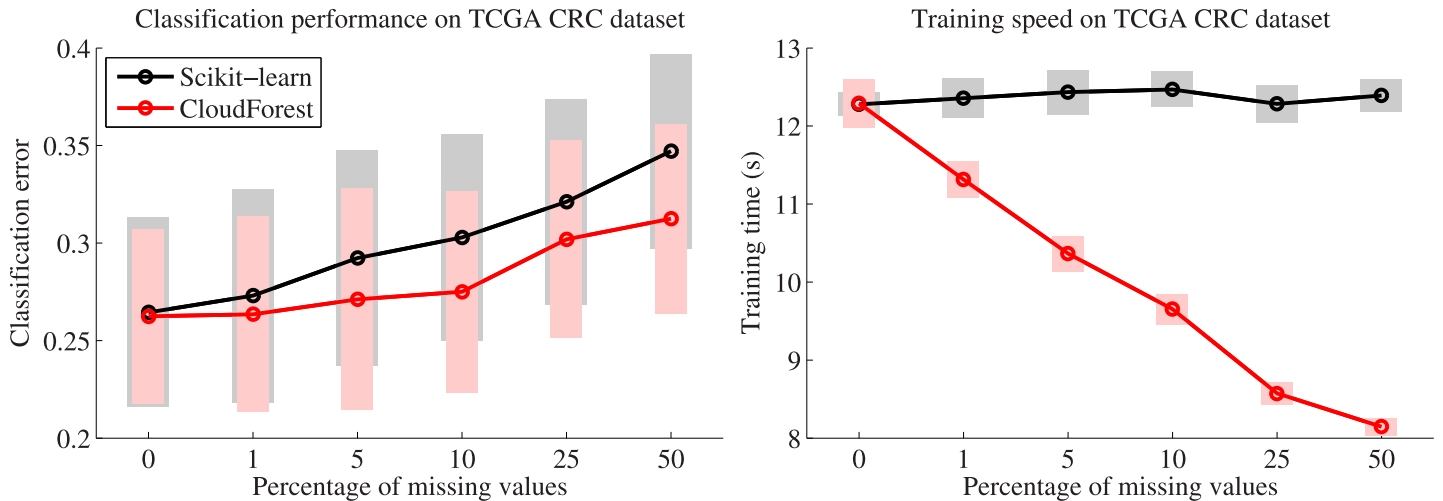 Classification performance on TCGA CRC dataset
0.4
0.35
0.3
0.25
0.2
Classification error
Scikit−learn
CloudForest
0 1 5 10 25 50
Percentage of missing values
Training speed on TCGA CRC dataset
13
12
11
10
9
8
Training time (s)
0 1 5 10 25 50
Percentage of missing values